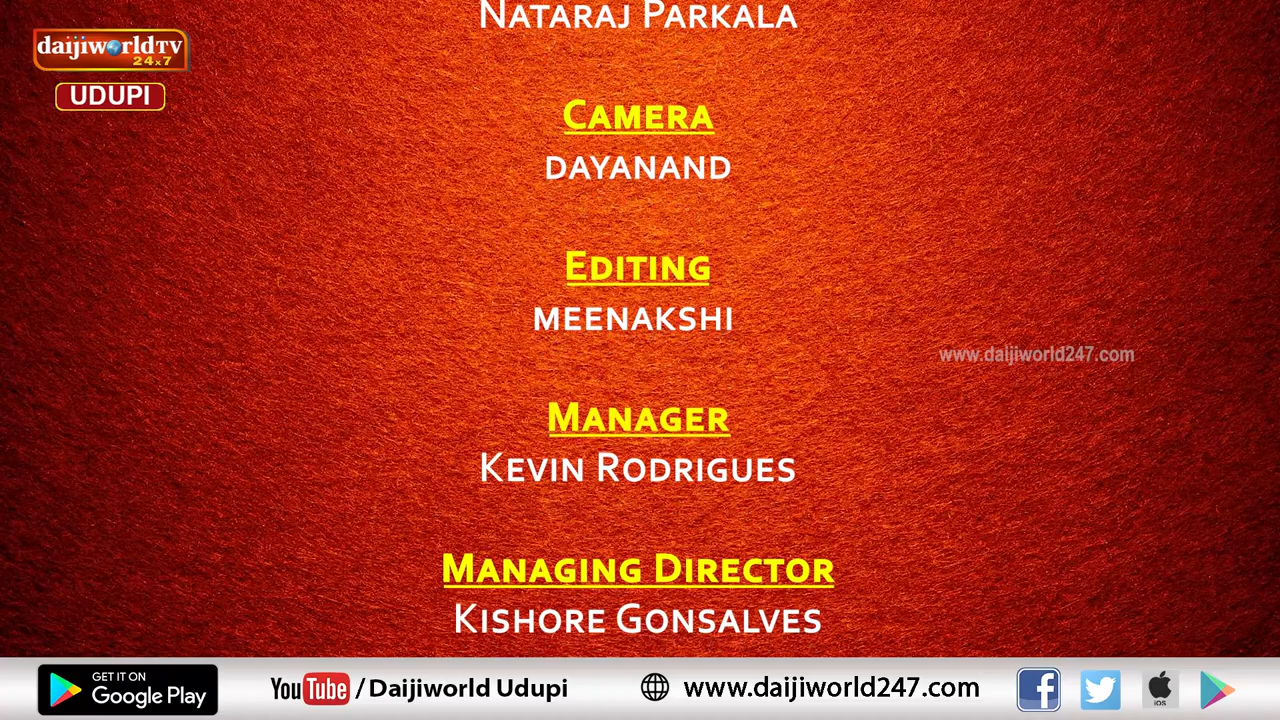 Nataraj Parkala
daijiworldTV
24x7
UDUPI
Camera
DAYANAND
Editing
MEENAKSHI
www.daijiworld247.com
Manager
Kevin Rodrigues
Managing Director
Kishore Gonsalves
GET IT ON
Google Play
YouTube /Daijiworld Udupi
www.daijiworld247.com
f
iOS